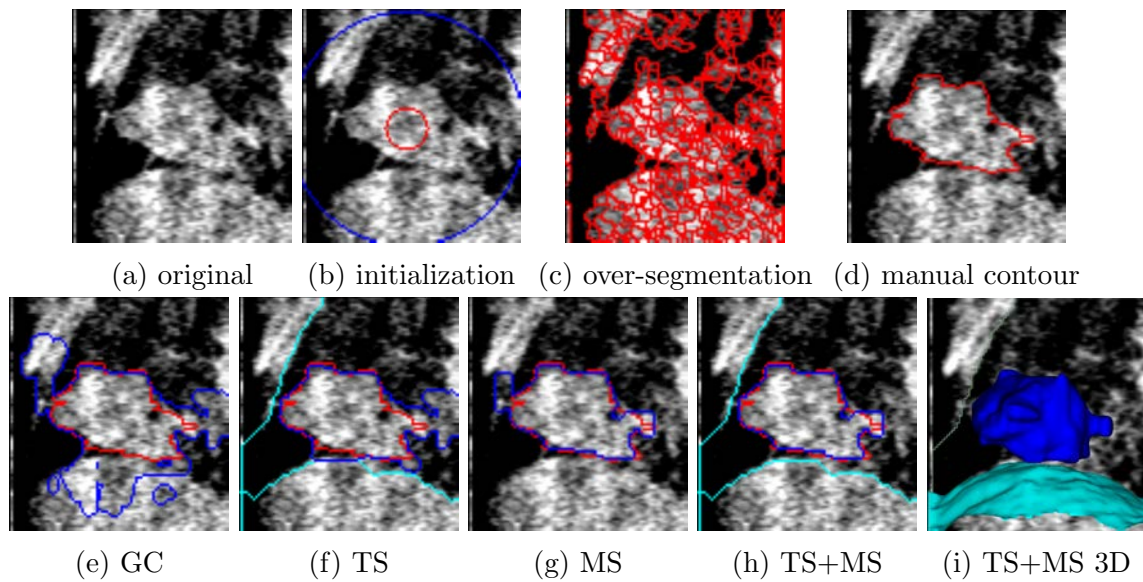 (a) original (b) initialization (c) over-segmentation (d) manual contour
(e) GC (f) TS (g) MS (h) TS+MS (i) TS+MS 3D